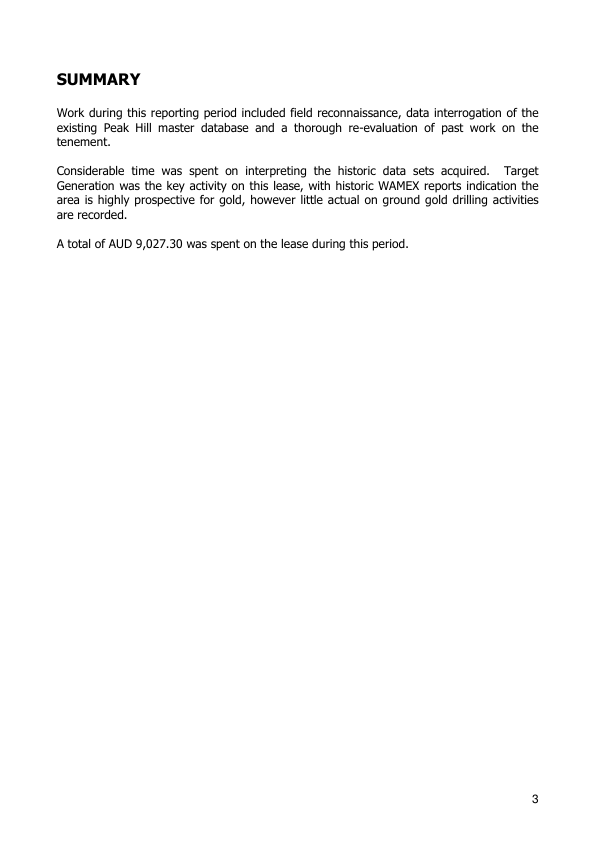 SUMMARY
Work during this reporting period included field reconnaissance, data interrogation of the
existing Peak Hill master database and a thorough re-evaluation of past work on the
tenement.
Considerable time was spent on interpreting the historic data sets acquired.  Target
Generation was the key activity on this lease, with historic WAMEX reports indication the
area is highly prospective for gold, however little actual on ground gold drilling activities
are recorded.
A total of AUD 9,027.30 was spent on the lease during this period.
3